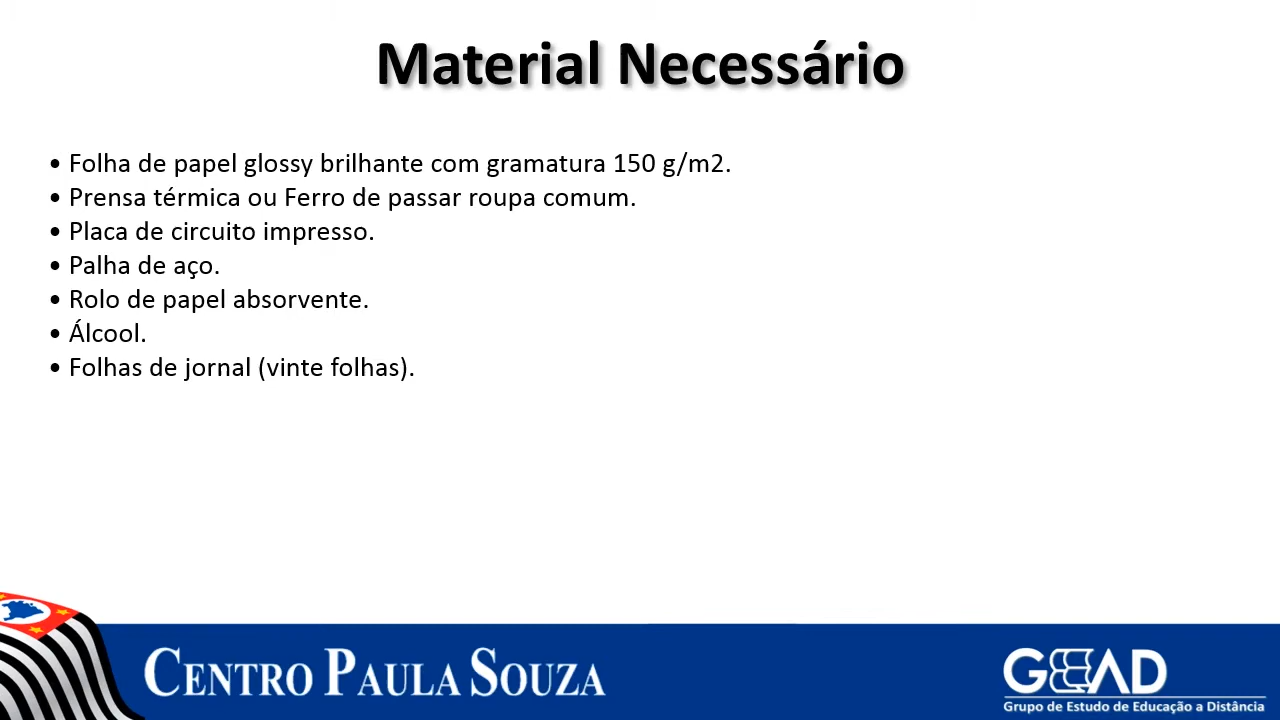 Material Necessário
• Folha de papel glossy brilhante com gramatura 150 g/m2.
• Prensa térmica ou Ferro de passar roupa comum.
• Placa de circuito impresso.
• Palha de aço.
• Rolo de papel absorvente.
• Álcool.
• Folhas de jornal (vinte folhas).
CENTRO PAULA SOUZA
GEEAD
Grupo de Estudo de Educação a Distância